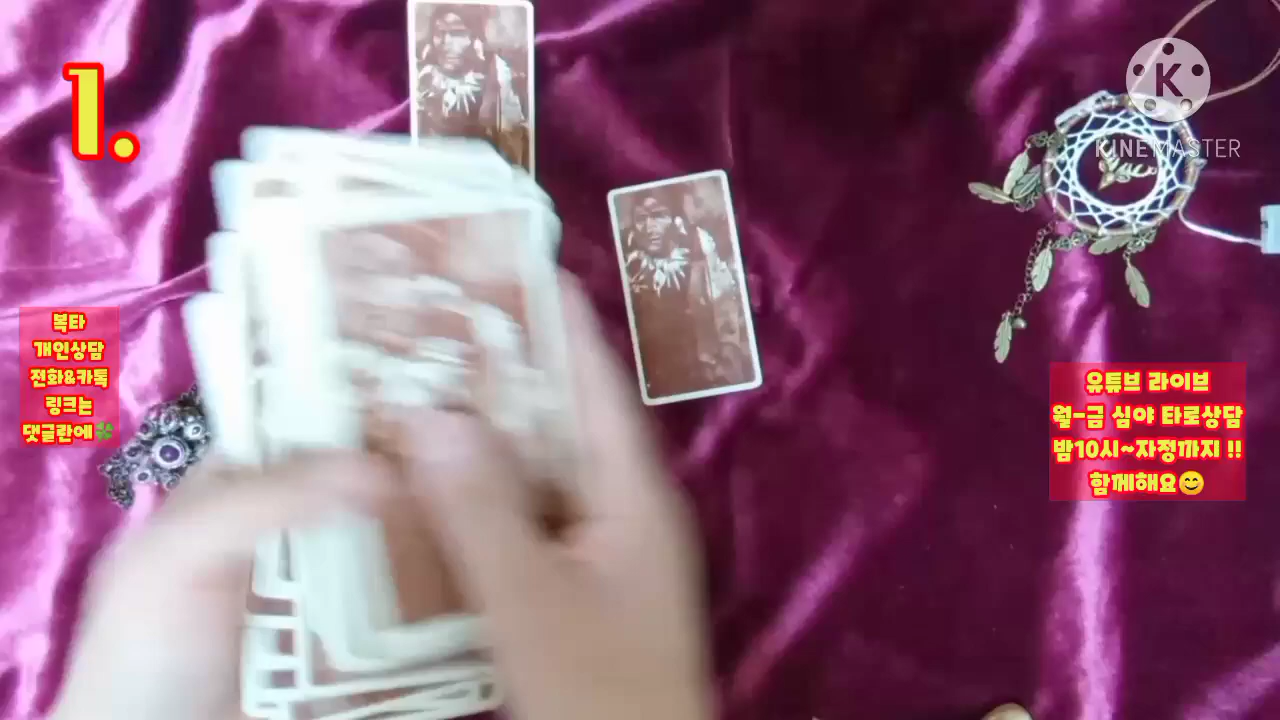 1.
K
KINEMASTER
복타
개인상담
전화&카톡
링크는
댓글란에🍀
유튜브 라이브
월-금 심야 타로상담
밤10시~자정까지 !!
함께해요😊